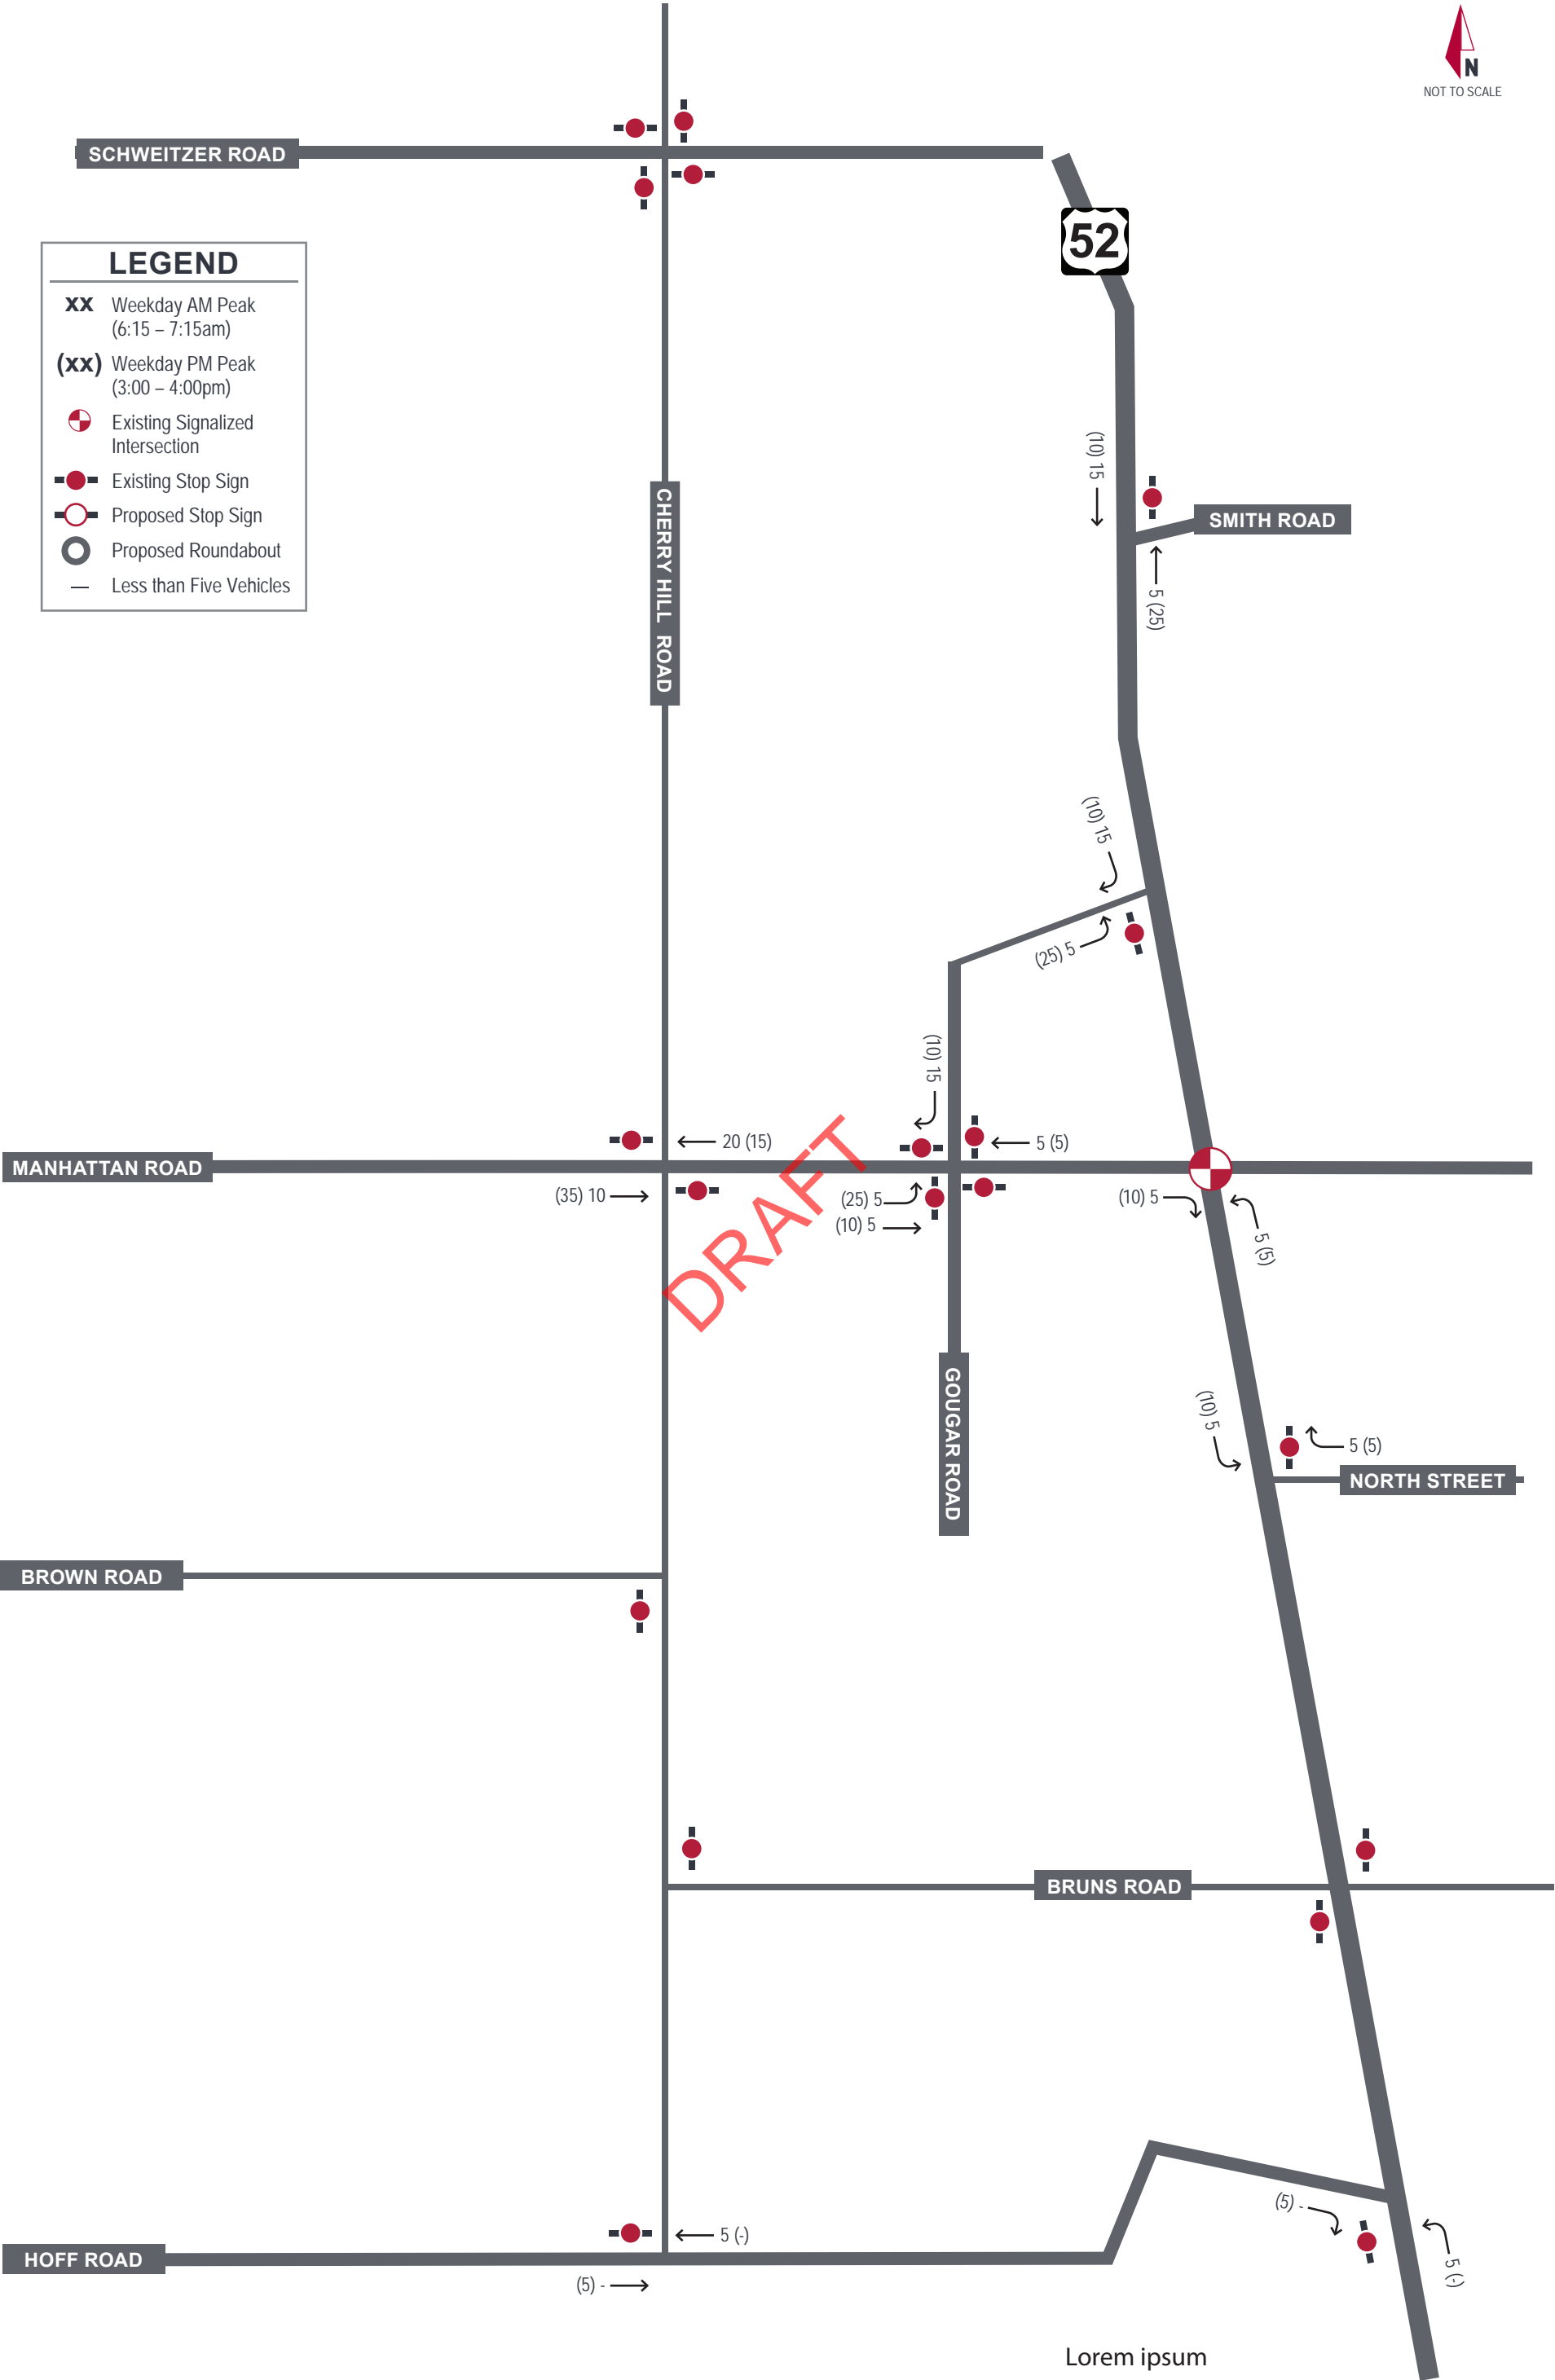 N
NOT TO SCALE
SCHWEITZER ROAD
52
LEGEND
xx Weekday AM Peak
(6:15 – 7:15am)
(xx) Weekday PM Peak
(3:00 – 4:00pm)
Existing Signalized
Intersection
Existing Stop Sign
Proposed Stop Sign
Proposed Roundabout
— Less than Five Vehicles
(10) 15
SMITH ROAD
CHERRY HILL ROAD
5 (25)
(10) 15
(25) 5
(10) 15
20 (15)
5 (5)
MANHATTAN ROAD
(35) 10
(25) 5
(10) 5
(10) 5
5 (5)
DRAFT
GOUGAR ROAD
(10) 5
5 (5)
NORTH STREET
BROWN ROAD
BRUNS ROAD
(5) -
5 (-)
HOFF ROAD
5 (-)
(5) -
Lorem ipsum